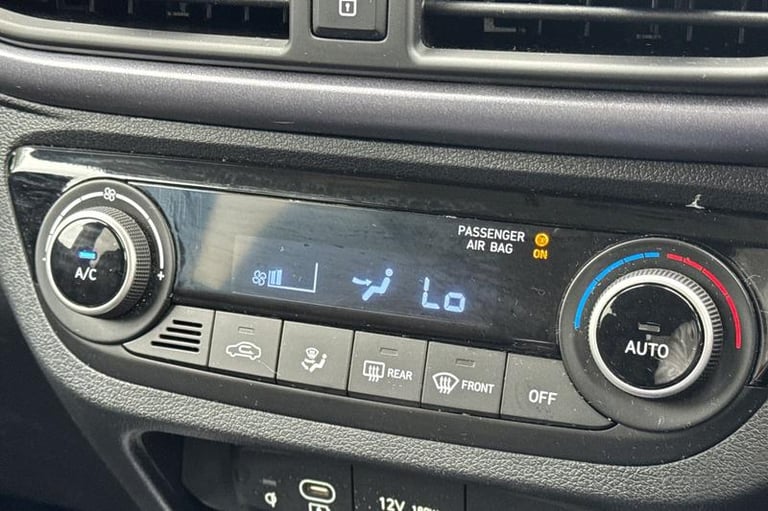 PASSENGER
AIR BAG
ON
A/C
Lo
AUTO
REAR
FRONT
OFF
12V